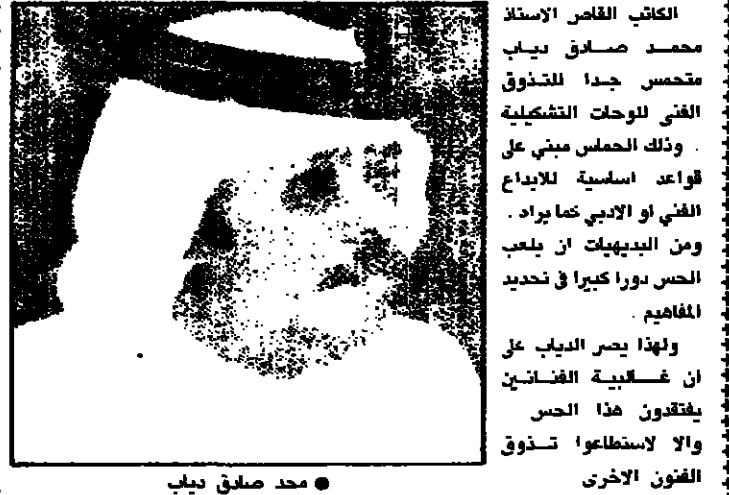 الكاتب القاص الاستاذ
محمد صادق دياب
متحمس جدا للتذوق
الفنى للوحات التشكيلية
. وذلك الحماس مبني على
قواعد اساسية للابداع
الفني او الادبي كما يراه .
ومن البديهيات ان يلعب
الحس دورا كبيرا في تحديد
المفاهيم .
ولهذا يصر الدياب على
ان غالبية الفنانين
يفتقدون هذا الحس
والا لاستطاعوا تذوق
الفنون الاخرى
● محد صادق دياب